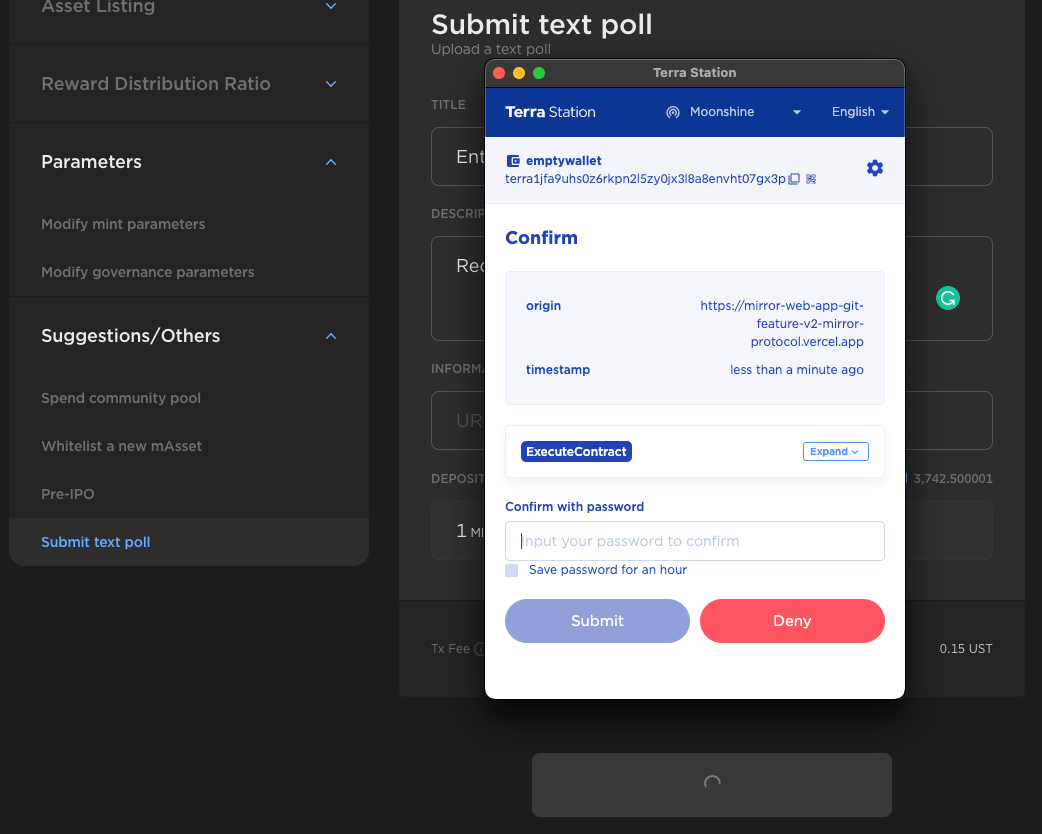 Asset Listing
Reward Distribution Ratio
Parameters
Modify mint parameters
Modify governance parameters
Suggestions/Others
Spend community pool
Whitelist a new mAsset
Pre-IPO
Submit text poll
Submit text poll
Upload a text poll
TITLE
Ent
DESCRIP
Rec
INFORMA
UR
DEPOSIT
3,742.500001
1 MI
Tx Fee
0.15 UST
Terra Station
Terra Station
Moonshine
English
emptywallet
terra1jfa9uhs0z6rkpn2l5zy0jx3l8a8envht07gx3p
Confirm
origin
https://mirror-web-app-git-
feature-v2-mirror-
protocol.vercel.app
timestamp
less than a minute ago
ExecuteContract
Expand
Confirm with password
Input your password to confirm
Save password for an hour
Submit
Deny